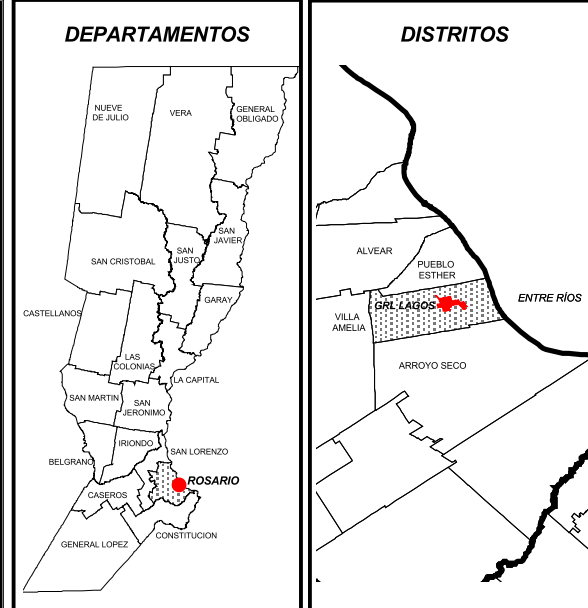 DEPARTAMENTOS
NUEVE
DE JULIO
VERA
GENERAL
OBLIGADO
SAN
JAVIER
SAN
JUSTO
SAN CRISTOBAL
GARAY
CASTELLANOS
LAS
COLONIAS
LA CAPITAL
SAN MARTIN
SAN
JERONIMO
IRIONDO
SAN LORENZO
BELGRANO
ROSARIO
CASEROS
CONSTITUCION
GENERAL LOPEZ
DISTRITOS
ALVEAR
PUEBLO
ESTHER
ENTRE RÍOS
GRL LAGOS
VILLA
AMELIA
ARROYO SECO